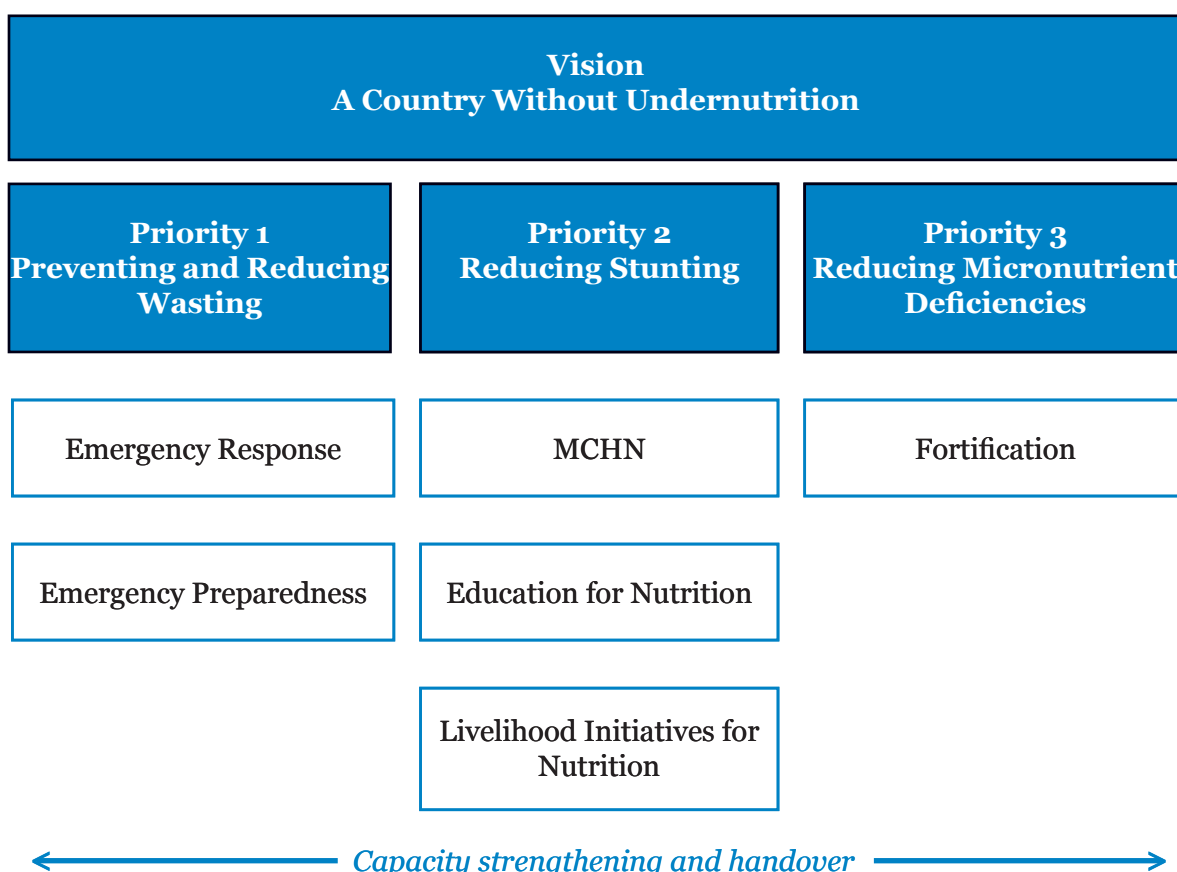 Vision
A Country Without Undernutrition
Priority 1
Preventing and Reducing
Wasting
Priority 2
Reducing Stunting
Priority 3
Reducing Micronutrient
Deficiencies
Emergency Response
MCHN
Fortification
Emergency Preparedness
Education for Nutrition
Livelihood Initiatives for
Nutrition
Capacity strengthening and handover